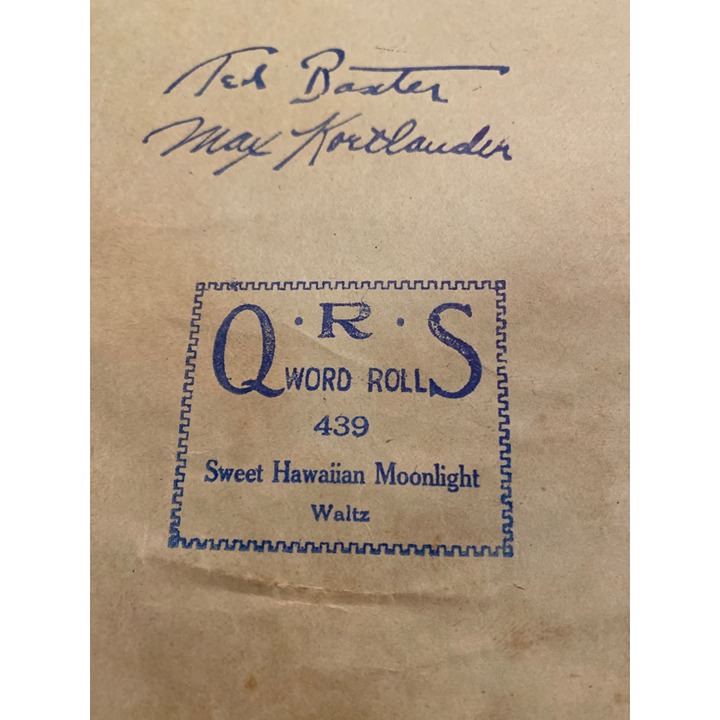 Ted Baxter
Max Kortlander
Q·R·S
WORD ROLL
439
Sweet Hawaiian Moonlight
Waltz